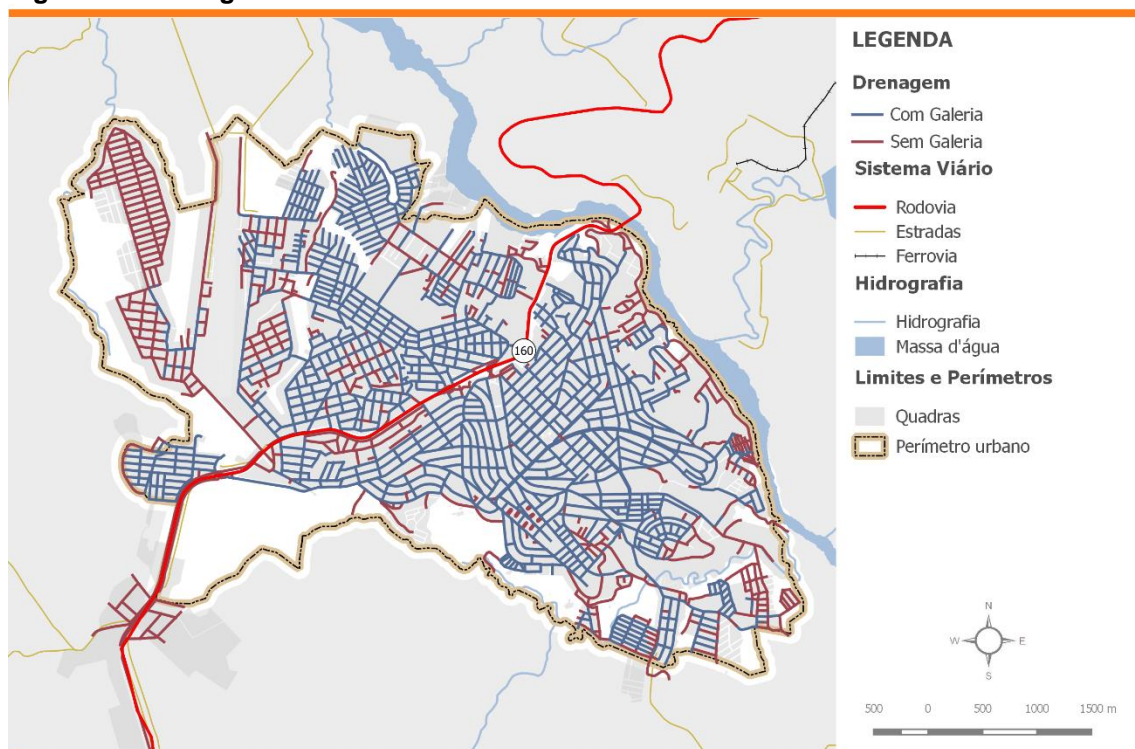 LEGENDA
Drenagem
Com Galeria
Sem Galeria
Sistema Viário
Rodovia
Estradas
Ferrovia
Hidrografia
Hidrografia
Massa d'água
Limites e Perímetros
Quadras
Perímetro urbano
160
N
W E
S
500 0 500 1000 1500 m